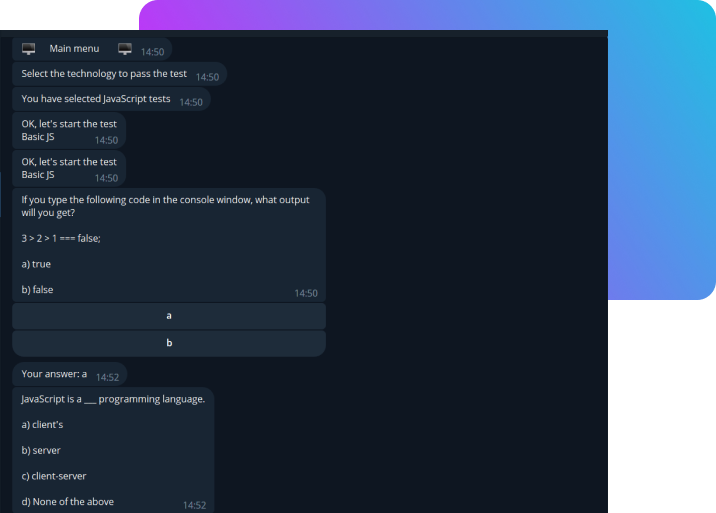 Main menu 14:50
Select the technology to pass the test 14:50
You have selected JavaScript tests 14:50
OK, let's start the test
Basic JS 14:50
OK, let's start the test
Basic JS 14:50
If you type the following code in the console window, what output
will you get?
3 > 2 > 1 === false;
a) true
b) false 14:50
a
b
Your answer: a 14:52
JavaScript is a ___ programming language.
a) client's
b) server
c) client-server
d) None of the above 14:52